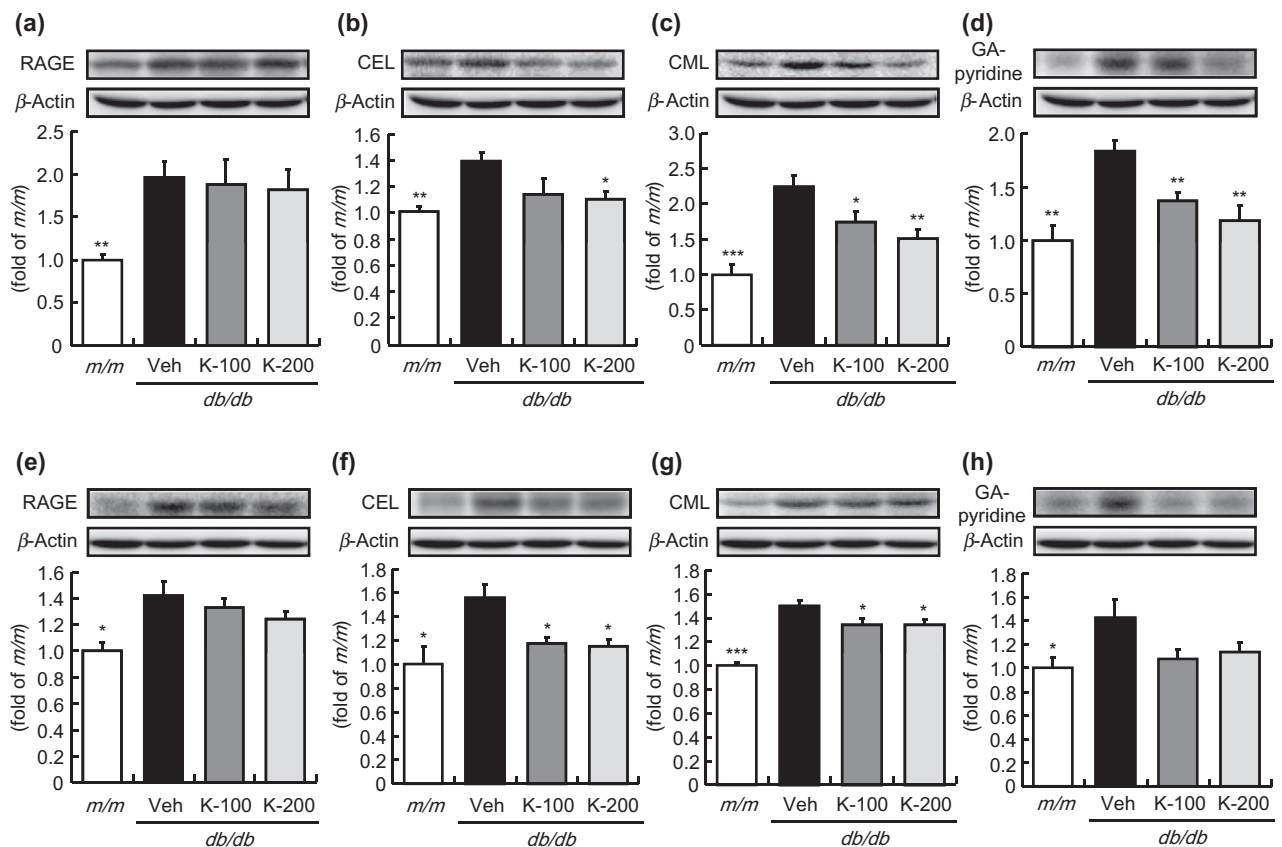 (a)
RAGE
β-Actin
(fold of m/m)
2.5
2.0
1.5
1.0
0.5
0
**
m/m
Veh
K-100
K-200
db/db
(b)
CEL
β-Actin
(fold of m/m)
1.6
1.4
1.2
1.0
0.8
0.6
0.4
0.2
0
**
*
m/m
Veh
K-100
K-200
db/db
(c)
CML
β-Actin
(fold of m/m)
3.0
2.5
2.0
1.5
1.0
0.5
0
***
*
**
m/m
Veh
K-100
K-200
db/db
(d)
GA-
pyridine
β-Actin
(fold of m/m)
2.0
1.5
1.0
0.5
0
**
**
**
m/m
Veh
K-100
K-200
db/db
(e)
RAGE
β-Actin
(fold of m/m)
1.6
1.4
1.2
1.0
0.8
0.6
0.4
0.2
0
*
m/m
Veh
K-100
K-200
db/db
(f)
CEL
β-Actin
(fold of m/m)
1.8
1.6
1.4
1.2
1.0
0.8
0.6
0.4
0.2
0
*
*
*
m/m
Veh
K-100
K-200
db/db
(g)
CML
β-Actin
(fold of m/m)
1.8
1.6
1.4
1.2
1.0
0.8
0.6
0.4
0.2
0
***
*
*
m/m
Veh
K-100
K-200
db/db
(h)
GA-
pyridine
β-Actin
(fold of m/m)
1.8
1.6
1.4
1.2
1.0
0.8
0.6
0.4
0.2
0
*
m/m
Veh
K-100
K-200
db/db